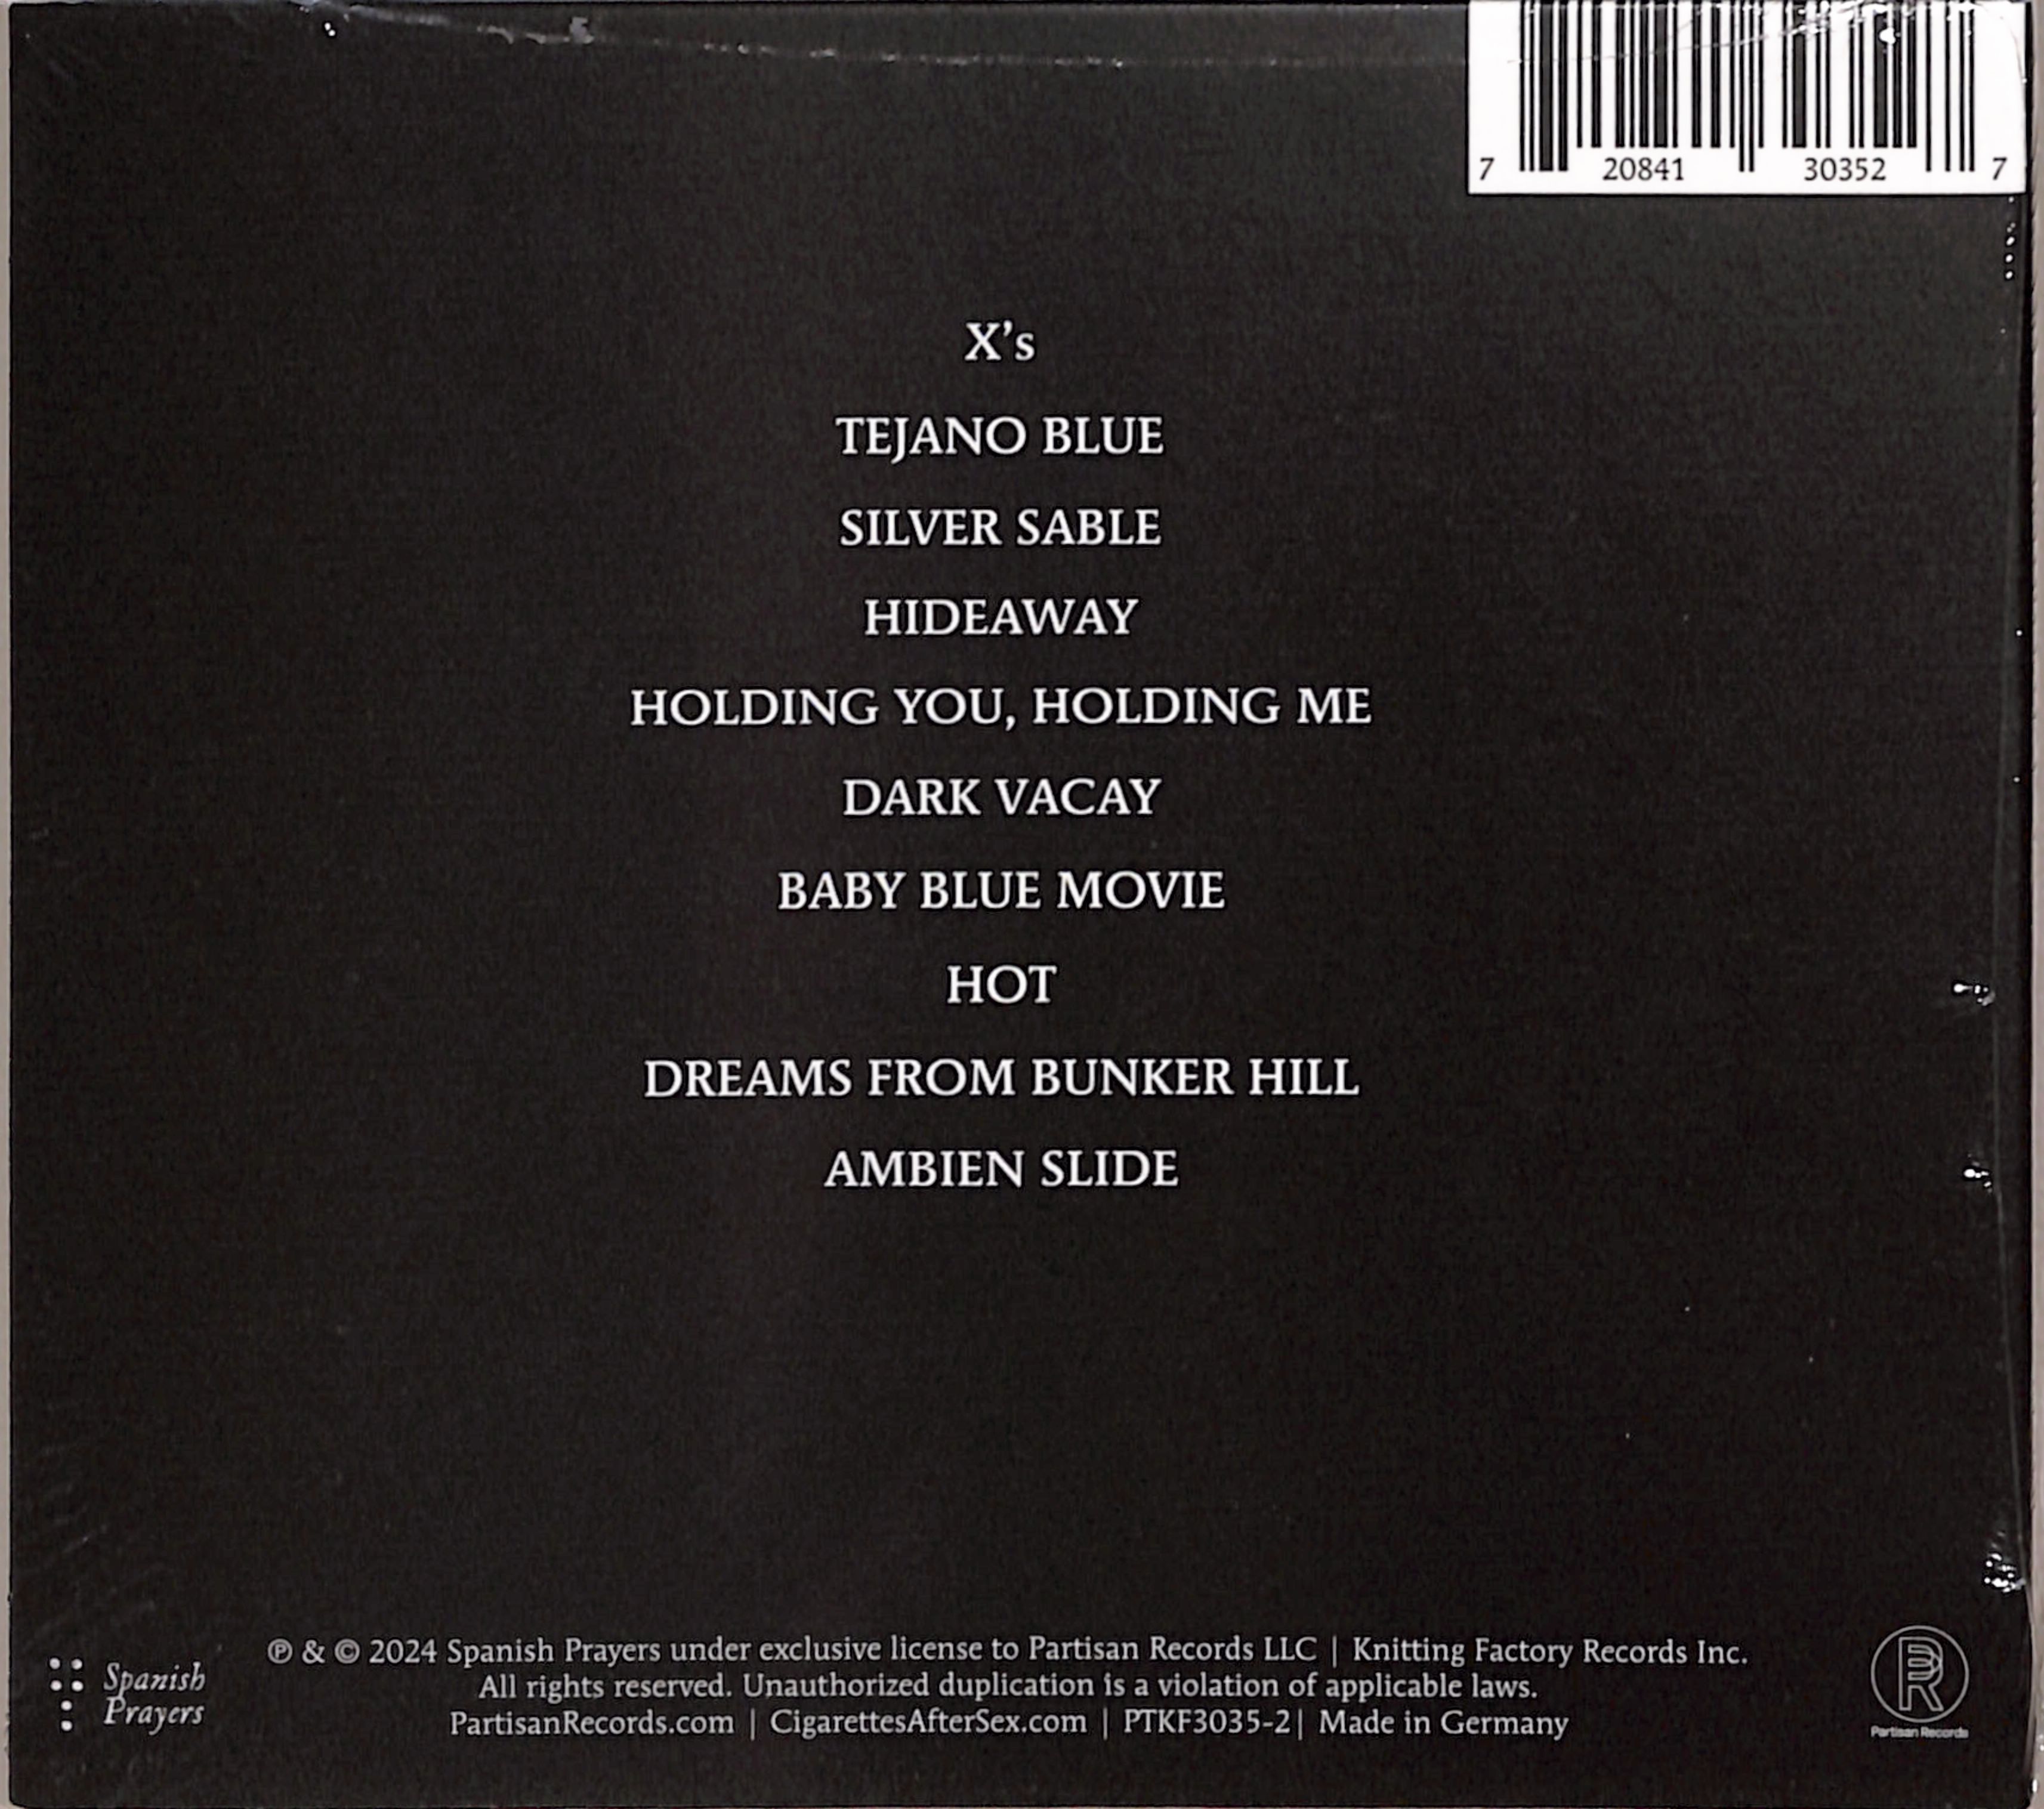 7 20841 30352 7
X's
TEJANO BLUE
SILVER SABLE
HIDEAWAY
HOLDING YOU, HOLDING ME
DARK VACAY
BABY BLUE MOVIE
HOT
DREAMS FROM BUNKER HILL
AMBIEN SLIDE
Spanish
Prayers
℗ & © 2024 Spanish Prayers under exclusive license to Partisan Records LLC | Knitting Factory Records Inc.
All rights reserved. Unauthorized duplication is a violation of applicable laws.
PartisanRecords.com | CigarettesAfterSex.com | PTKF3035-2| Made in Germany
PR
Partisan Records